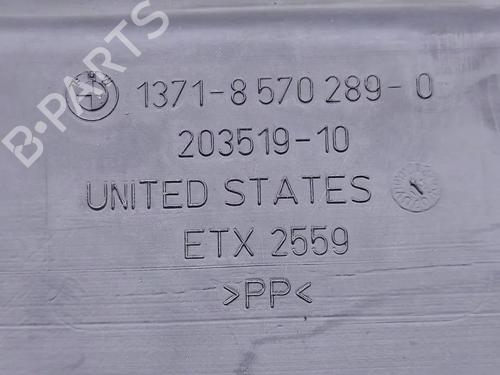 B-PARTS
1371-8 570 289-0
203519-10
UNITED STATES
ETX 2559
>PP<